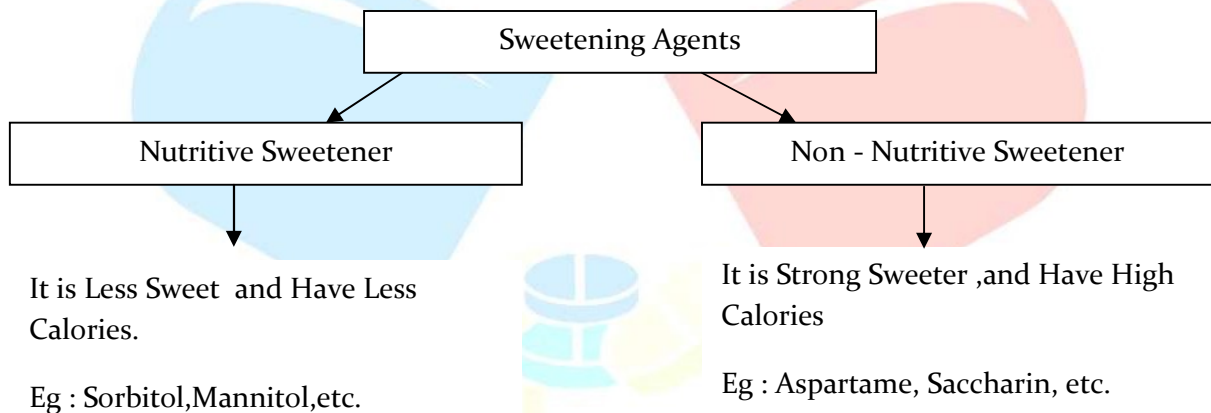 Sweetening Agents
Nutritive Sweetener
Non - Nutritive Sweetener
It is Less Sweet and Have Less
Calories.
Eg : Sorbitol,Mannitol,etc.
It is Strong Sweeter ,and Have High
Calories
Eg : Aspartame, Saccharin, etc.